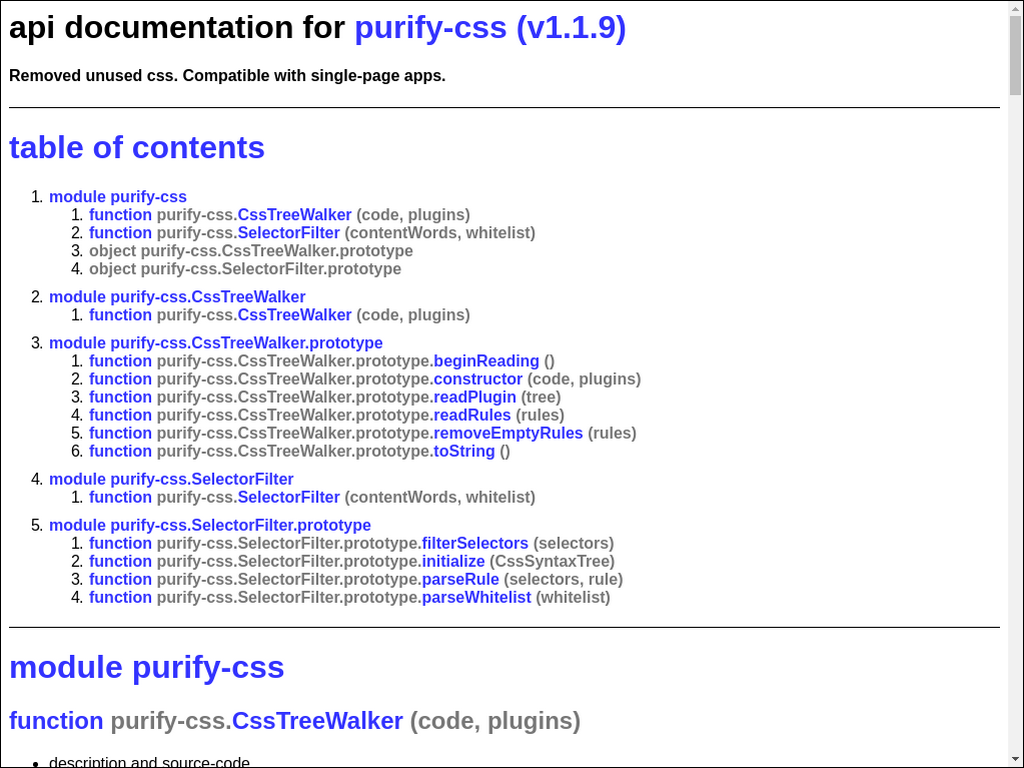 api documentation for purify-css (v1.1.9)
Removed unused css. Compatible with single-page apps.
table of contents
1. module purify-css
1. function purify-css.CssTreeWalker (code, plugins)
2. function purify-css.SelectorFilter (contentWords, whitelist)
3. object purify-css.CssTreeWalker.prototype
4. object purify-css.SelectorFilter.prototype
2. module purify-css.CssTreeWalker
1. function purify-css.CssTreeWalker (code, plugins)
3. module purify-css.CssTreeWalker.prototype
1. function purify-css.CssTreeWalker.prototype.beginReading ()
2. function purify-css.CssTreeWalker.prototype.constructor (code, plugins)
3. function purify-css.CssTreeWalker.prototype.readPlugin (tree)
4. function purify-css.CssTreeWalker.prototype.readRules (rules)
5. function purify-css.CssTreeWalker.prototype.removeEmptyRules (rules)
6. function purify-css.CssTreeWalker.prototype.toString ()
4. module purify-css.SelectorFilter
1. function purify-css.SelectorFilter (contentWords, whitelist)
5. module purify-css.SelectorFilter.prototype
1. function purify-css.SelectorFilter.prototype.filterSelectors (selectors)
2. function purify-css.SelectorFilter.prototype.initialize (CssSyntaxTree)
3. function purify-css.SelectorFilter.prototype.parseRule (selectors, rule)
4. function purify-css.SelectorFilter.prototype.parseWhitelist (whitelist)
module purify-css
function purify-css.CssTreeWalker (code, plugins)
• description and source-code